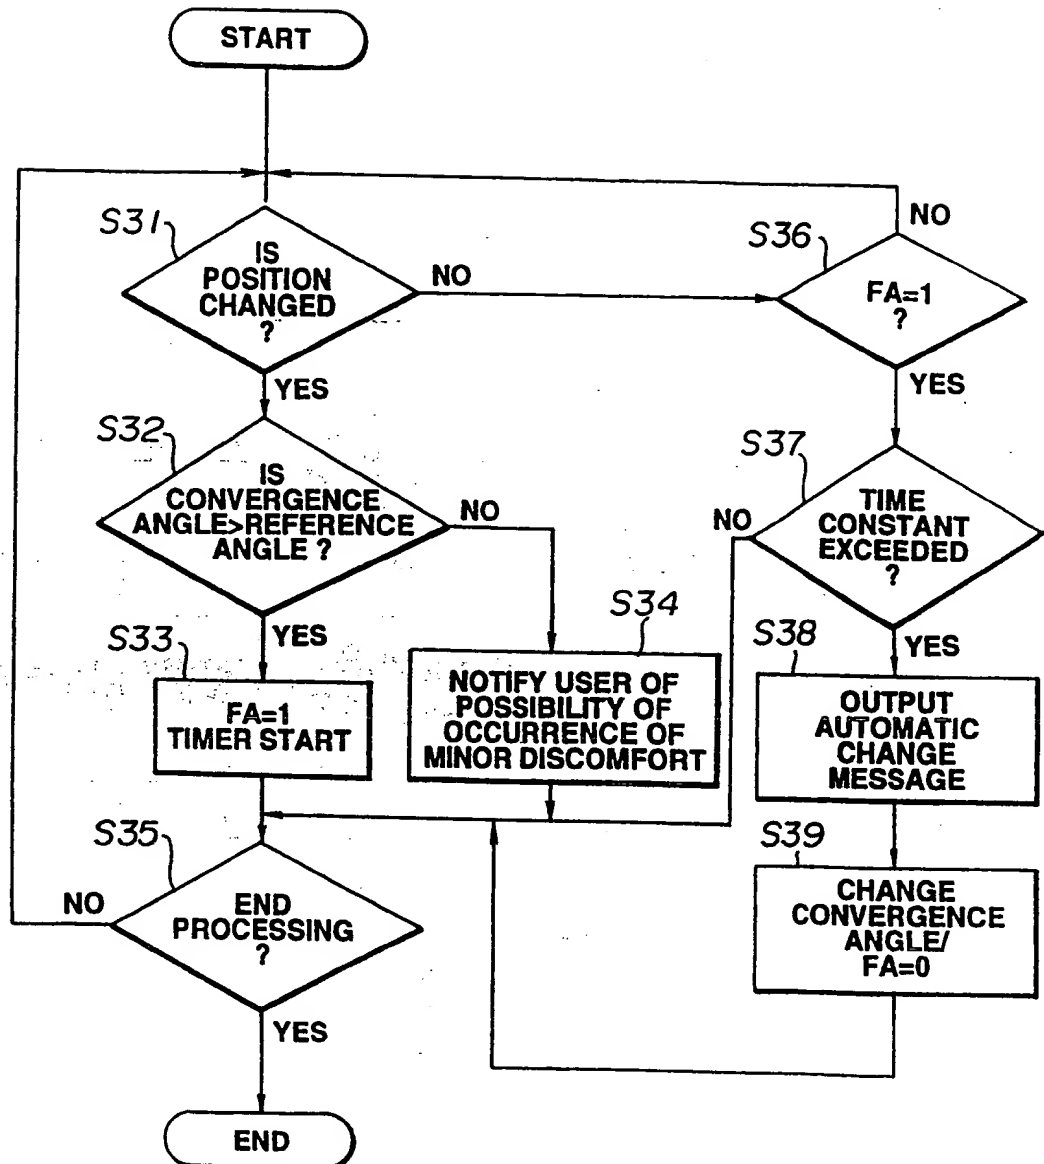 START
S31
IS
POSITION
CHANGED
?
NO
YES
S36
FA=1
?
NO
YES
S32
IS
CONVERGENCE
ANGLE>REFERENCE
ANGLE ?
NO
YES
S37
TIME
CONSTANT
EXCEEDED
?
NO
YES
S33
FA=1
TIMER START
S34
NOTIFY USER OF
POSSIBILITY OF
OCCURRENCE OF
MINOR DISCOMFORT
S38
OUTPUT
AUTOMATIC
CHANGE
MESSAGE
S35
END
PROCESSING
?
NO
YES
S39
CHANGE
CONVERGENCE
ANGLE/
FA=0
END